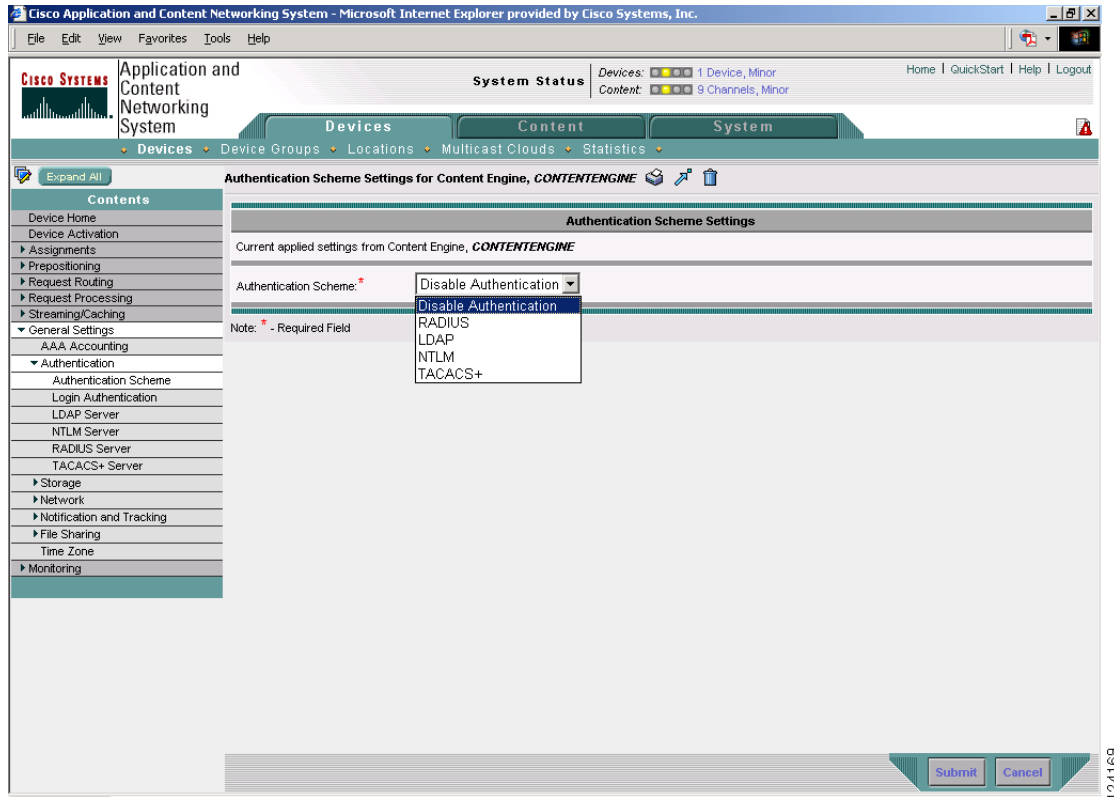 Cisco Application and Content Networking System - Microsoft Internet Explorer provided by Cisco Systems, Inc.
File Edit View Favorites Tools Help
CISCO SYSTEMS
Application and
Content
Networking
System
System Status
Devices: 1 Device, Minor
Content: 9 Channels, Minor
Home | QuickStart | Help | Logout
Devices Content System
Devices Device Groups Locations Multicast Clouds Statistics
Expand All
Authentication Scheme Settings for Content Engine, CONTENTENGINE
Contents
Device Home
Device Activation
Assignments
Prepositioning
Request Routing
Request Processing
Streaming/Caching
General Settings
AAA Accounting
Authentication
Authentication Scheme
Login Authentication
LDAP Server
NTLM Server
RADIUS Server
TACACS+ Server
Storage
Network
Notification and Tracking
File Sharing
Time Zone
Monitoring
Authentication Scheme Settings
Current applied settings from Content Engine, CONTENTENGINE
Authentication Scheme:* Disable Authentication
Disable Authentication
RADIUS
LDAP
NTLM
TACACS+
Note: * - Required Field
Submit Cancel
124169